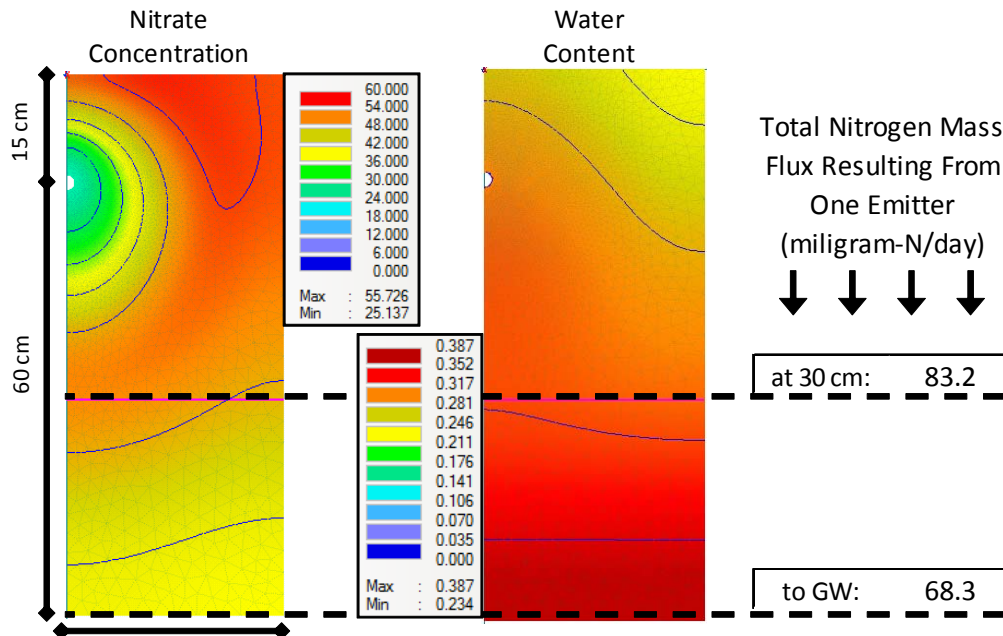 Nitrate
Concentration
Water
Content
15 cm
60 cm
60.000
54.000
48.000
42.000
36.000
30.000
24.000
18.000
12.000
6.000
0.000
Max : 55.726
Min : 25.137
0.387
0.352
0.317
0.281
0.246
0.211
0.176
0.141
0.106
0.070
0.035
0.000
Max : 0.387
Min : 0.234
Total Nitrogen Mass
Flux Resulting From
One Emitter
(miligram-N/day)
at 30 cm: 83.2
to GW: 68.3